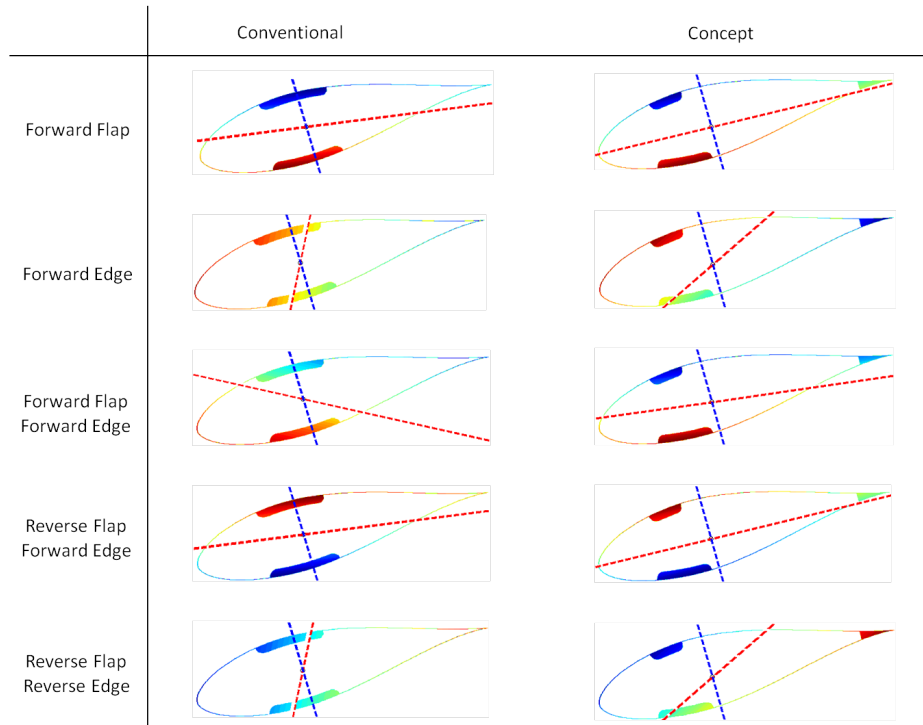 Conventional
Concept
Forward Flap
Forward Edge
Forward Flap
Forward Edge
Reverse Flap
Forward Edge
Reverse Flap
Reverse Edge